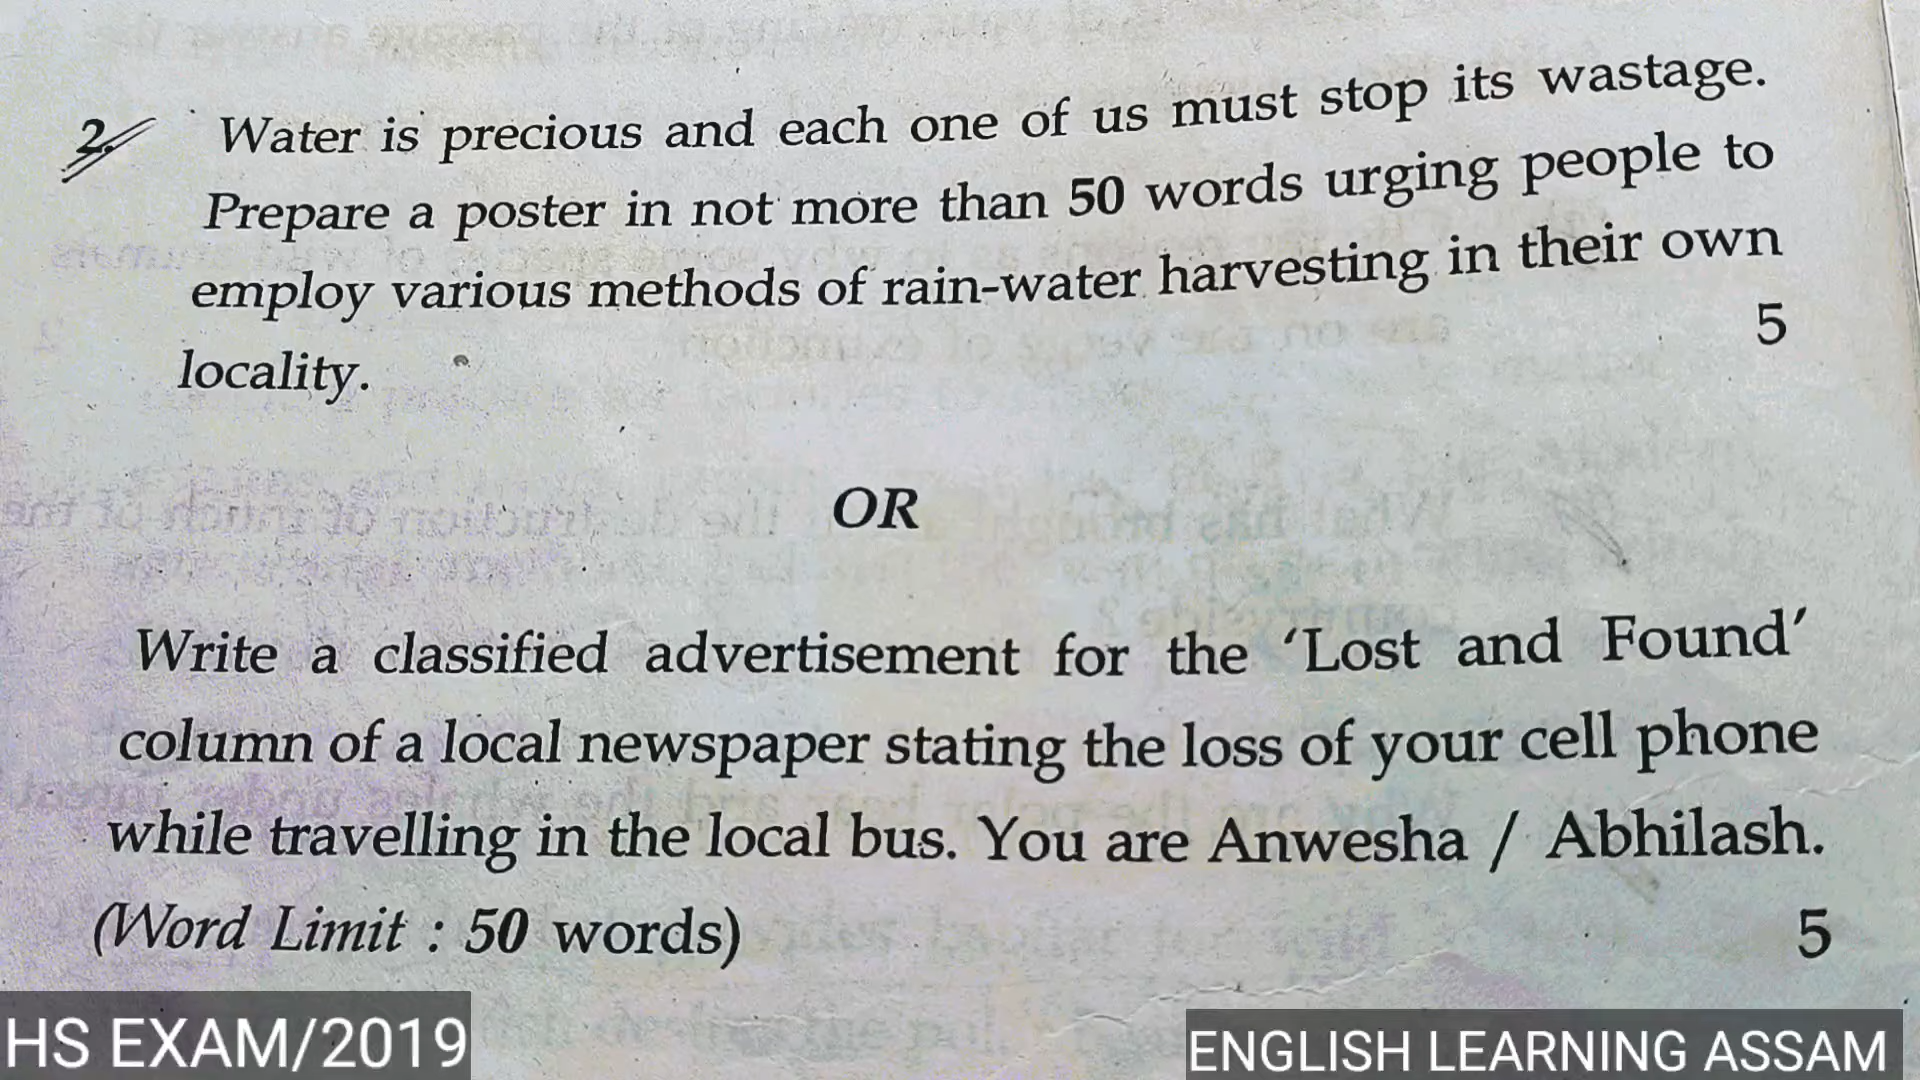 2. Water is precious and each one of us must stop its wastage.
Prepare a poster in not more than 50 words urging people to
employ various methods of rain-water harvesting in their own
locality. 5
OR
Write a classified advertisement for the ‘Lost and Found’
column of a local newspaper stating the loss of your cell phone
while travelling in the local bus. You are Anwesha / Abhilash.
(Word Limit : 50 words) 5
HS EXAM/2019
ENGLISH LEARNING ASSAM